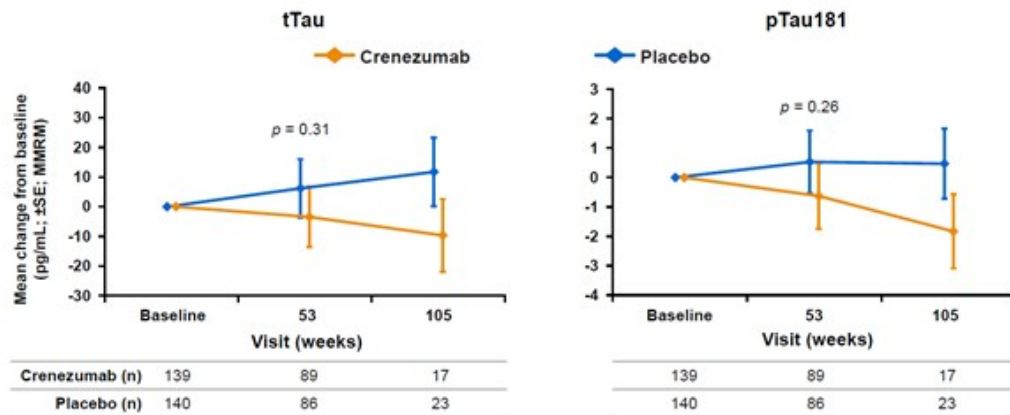 tTau
pTau181
Crenezumab
Placebo
Mean change from baseline
(pg/mL; ±SE; MMRM)
40
30
20
10
0
-10
-20
-30
p = 0.31
Baseline
53
105
Visit (weeks)
3
2
1
0
-1
-2
-3
-4
p = 0.26
Baseline
53
105
Visit (weeks)
Crenezumab (n) 139 89 17
Placebo (n) 140 86 23
139 89 17
140 86 23